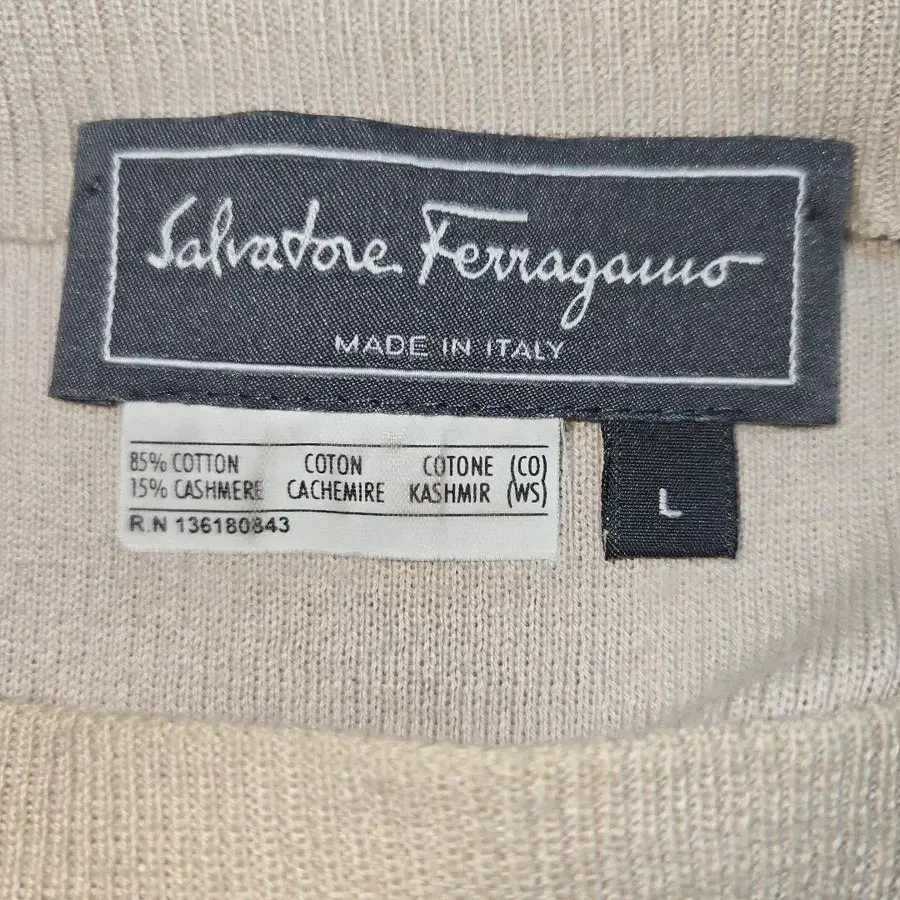 Salvatore Ferragamo
MADE IN ITALY
85% COTTON COTON COTONE (CO)
15% CASHMERE CACHEMIRE KASHMIR (WS)
R.N 136180843
L